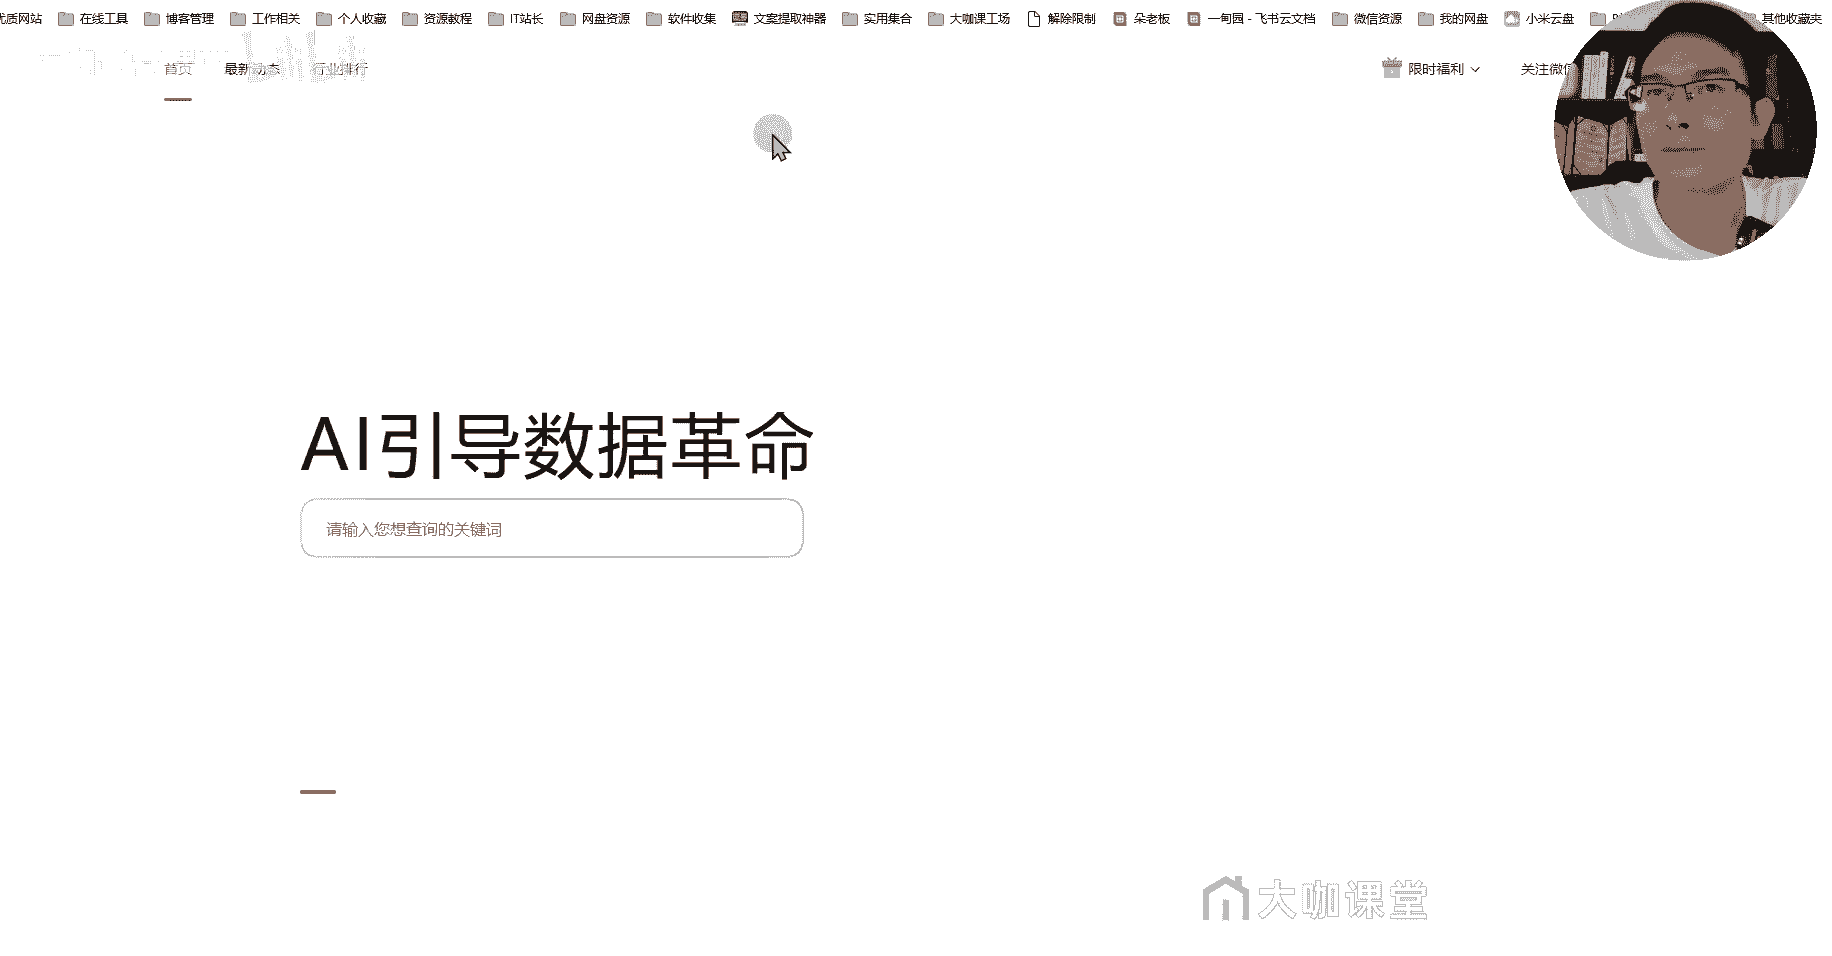 优质网站 在线工具 博客管理 工作相关 个人收藏 资源教程 IT站长 网盘资源 软件收集 文案提取神器 实用集合 大咖课工场 解除限制 朵老板 一甸园 - 飞书云文档 微信资源 我的网盘 小米云盘 其他收藏夹
首页 最新动态 行业排行 限时福利 关注微信
AI引导数据革命
请输入您想查询的关键词
大咖课堂